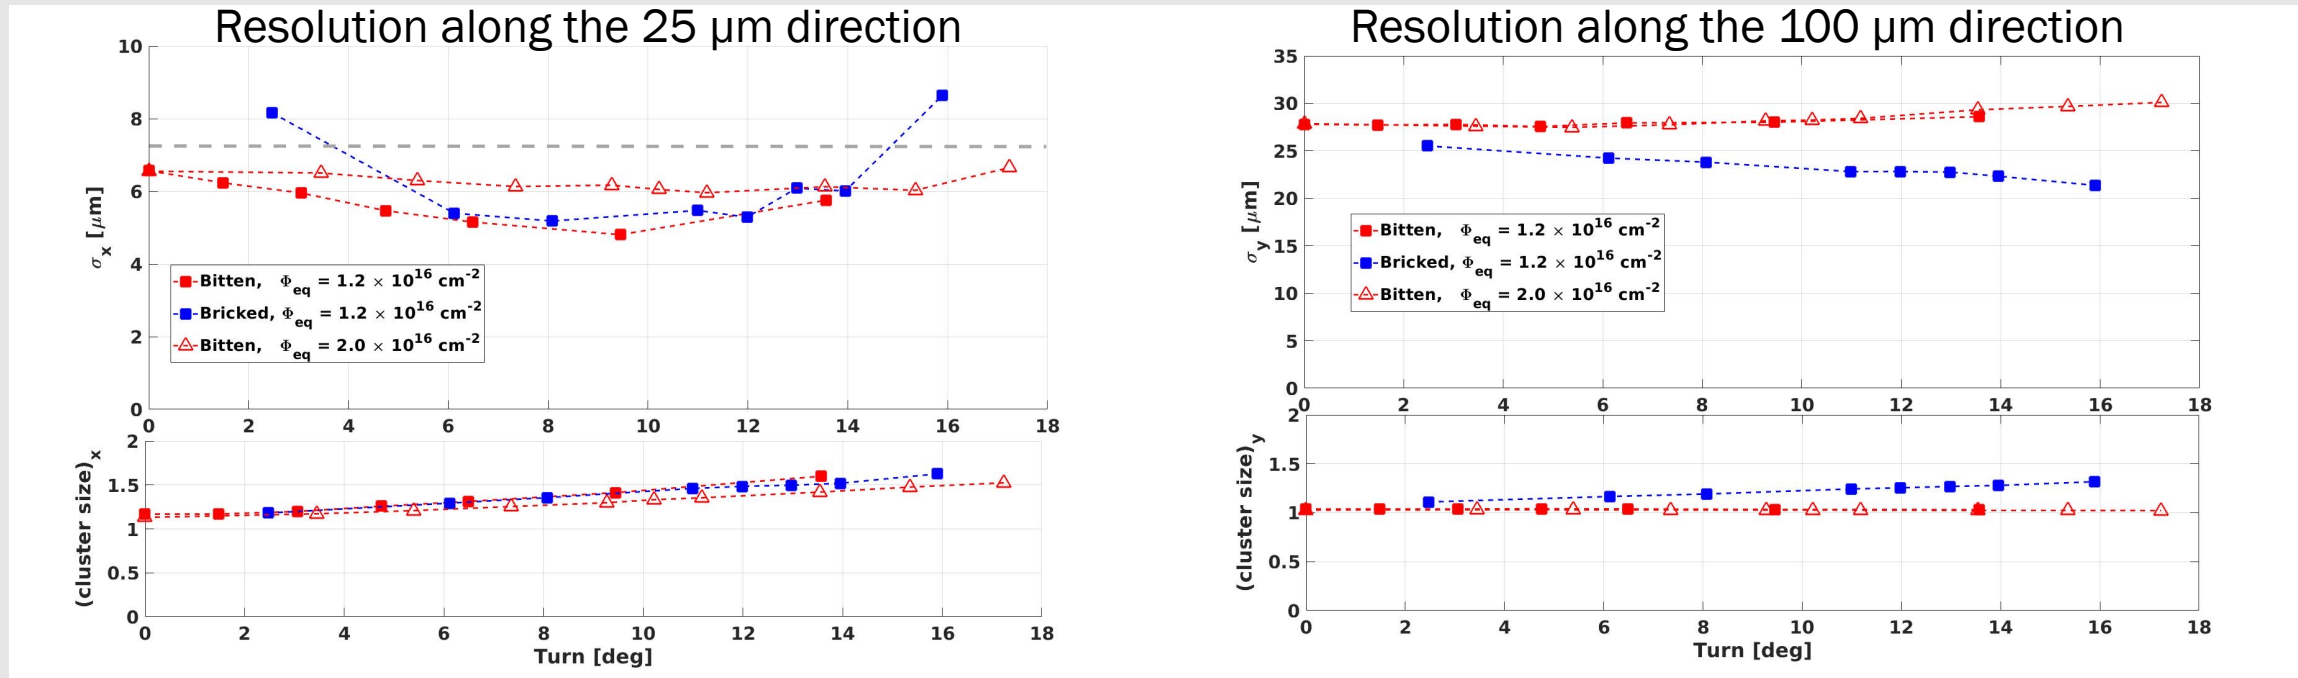 Resolution along the 25 μm direction
10
8
6
4
2
0
σx [μm]
Bitten, Φeq = 1.2 × 10^16 cm^-2
Bricked, Φeq = 1.2 × 10^16 cm^-2
Bitten, Φeq = 2.0 × 10^16 cm^-2
0 2 4 6 8 10 12 14 16 18
2
1.5
1
0.5
0
(cluster size)x
0 2 4 6 8 10 12 14 16 18
Turn [deg]
Resolution along the 100 μm direction
35
30
25
20
15
10
5
0
σy [μm]
Bitten, Φeq = 1.2 × 10^16 cm^-2
Bricked, Φeq = 1.2 × 10^16 cm^-2
Bitten, Φeq = 2.0 × 10^16 cm^-2
0 2 4 6 8 10 12 14 16 18
2
1.5
1
0.5
0
(cluster size)y
0 2 4 6 8 10 12 14 16 18
Turn [deg]